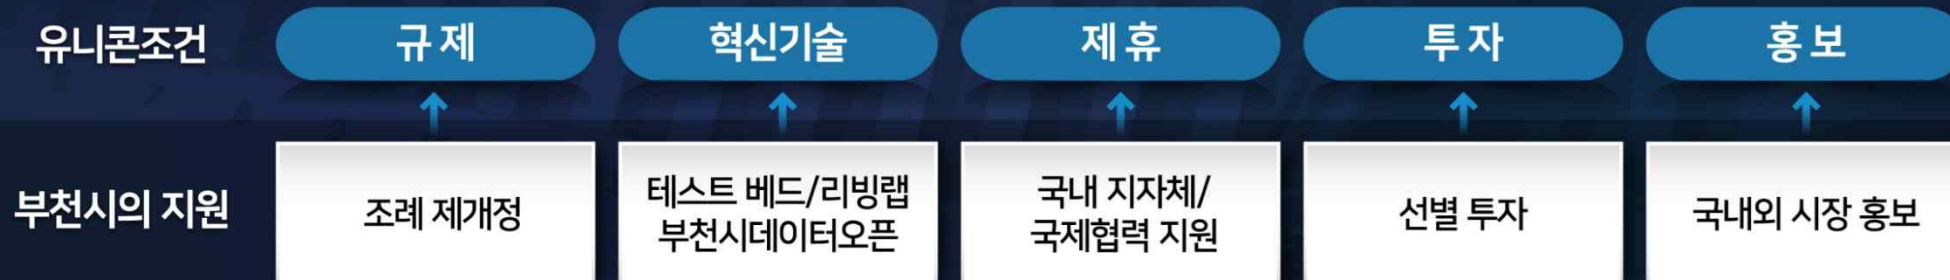 유니콘조건
규제
혁신기술
제휴
투자
홍보
부천시의 지원
조례 제개정
테스트 베드/리빙랩
부천시데이터오픈
국내 지자체/
국제협력 지원
선별 투자
국내외 시장 홍보